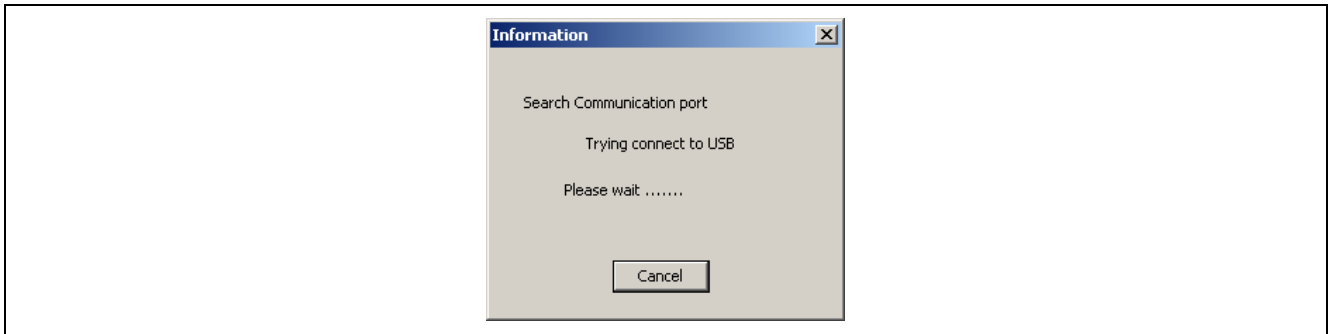 Information
Search Communication port
Trying connect to USB
Please wait .......
Cancel